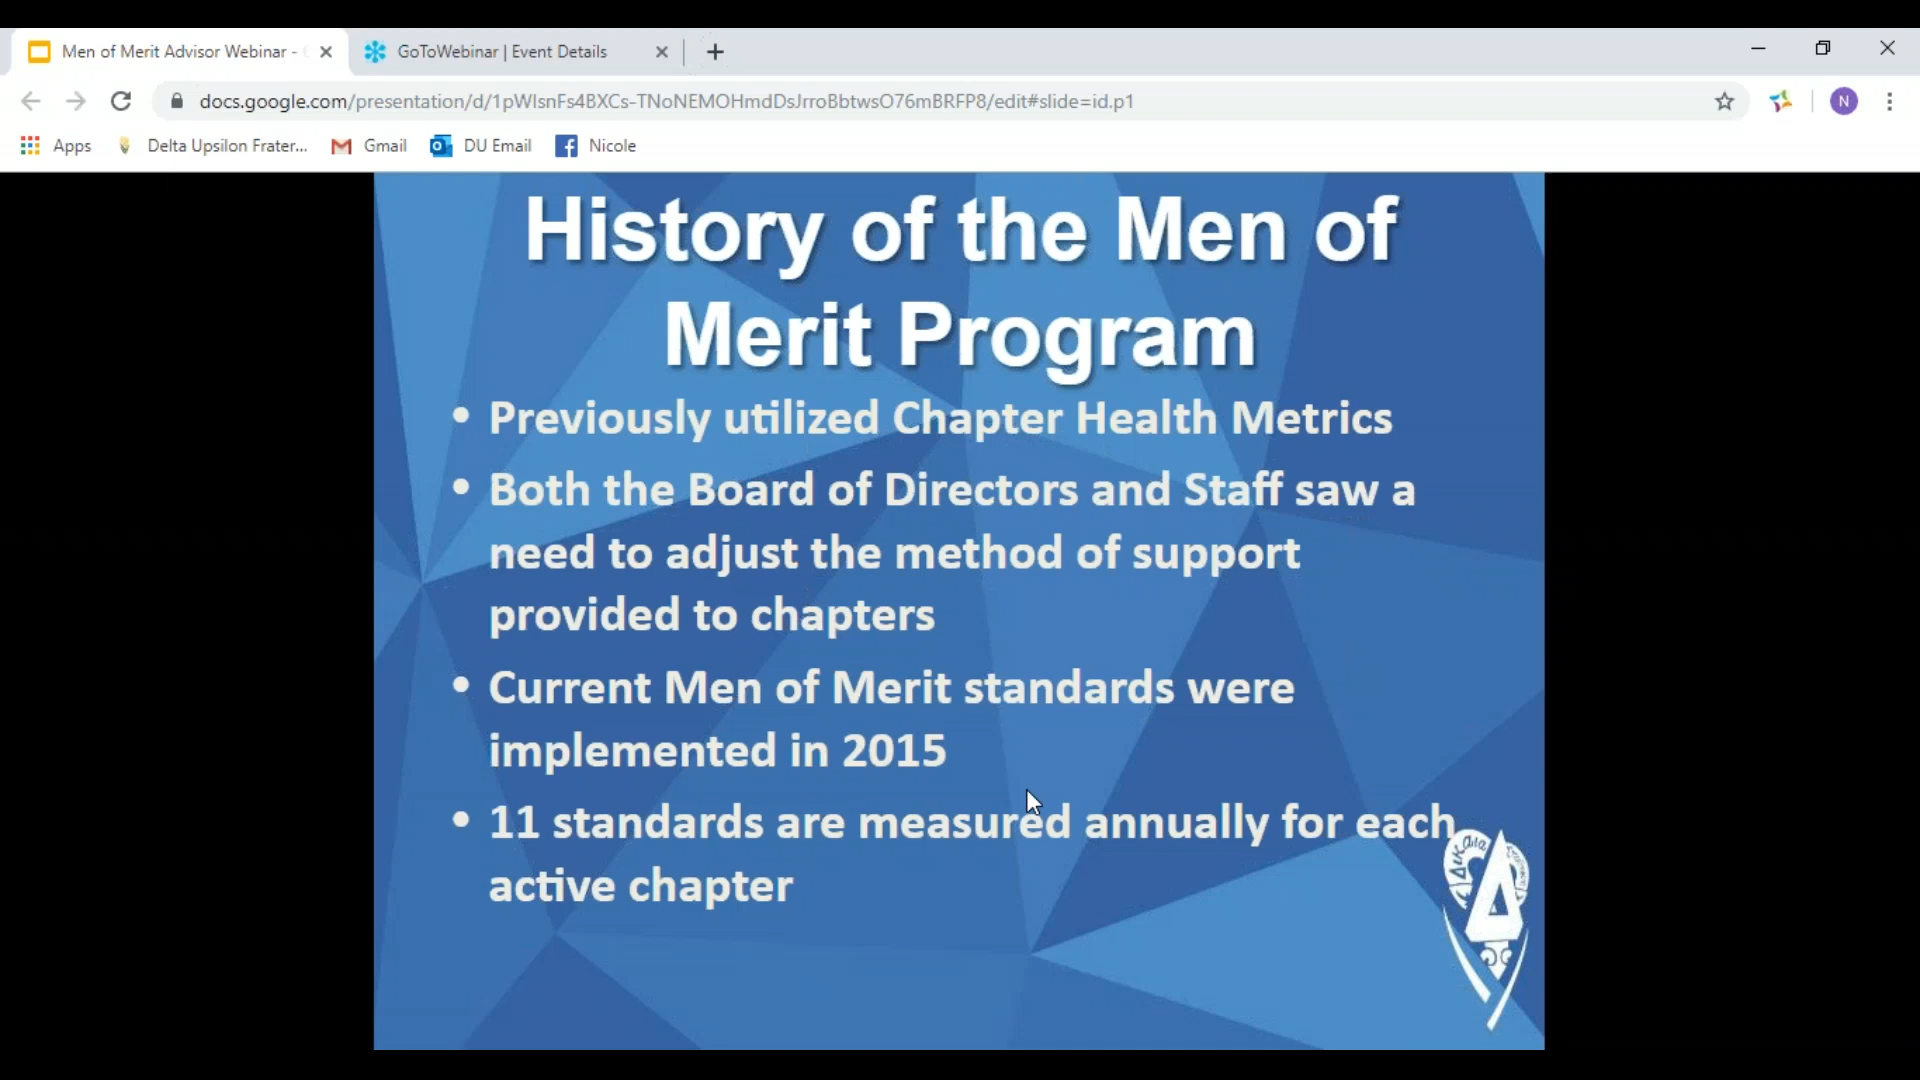 Men of Merit Advisor Webinar -
GoToWebinar | Event Details
docs.google.com/presentation/d/1pWlsnFs4BXCs-TNoNEMOHmdDsJrroBbtwsO76mBRFP8/edit#slide=id.p1
N
Apps
Delta Upsilon Frater...
Gmail
DU Email
Nicole
History of the Men of
Merit Program
• Previously utilized Chapter Health Metrics
• Both the Board of Directors and Staff saw a
need to adjust the method of support
provided to chapters
• Current Men of Merit standards were
implemented in 2015
• 11 standards are measured annually for each
active chapter